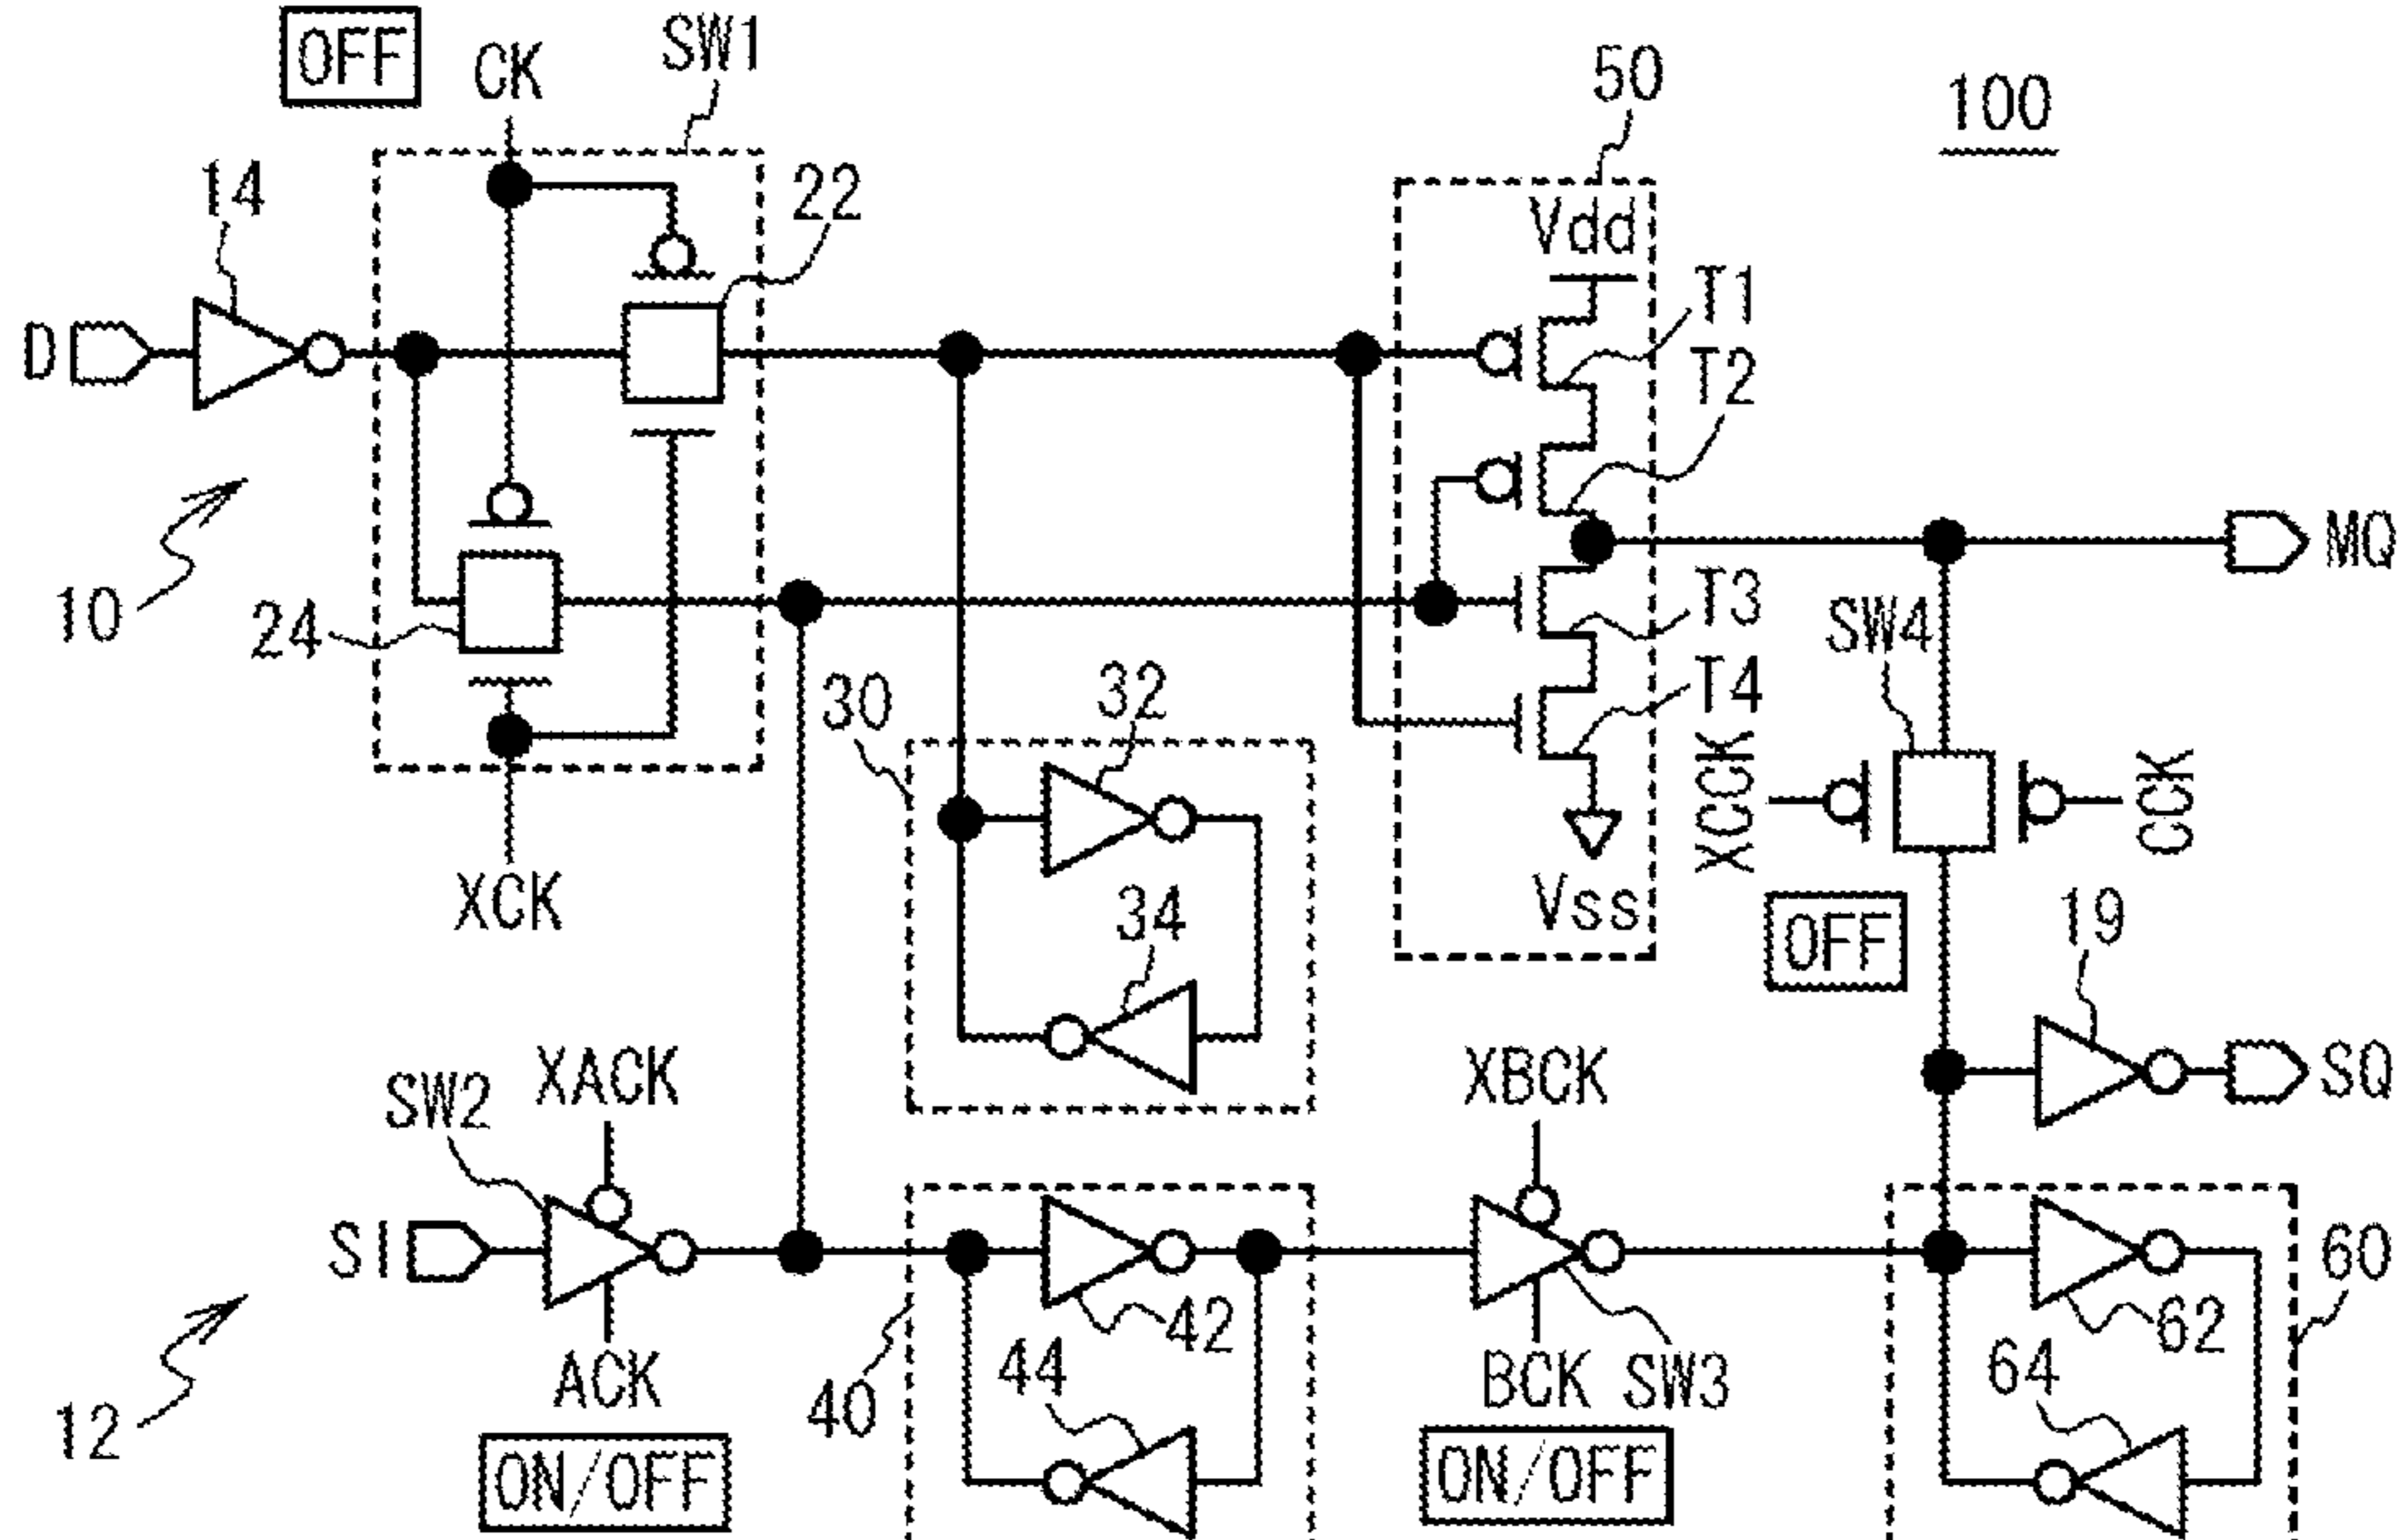 OFF
CK
SW1
50
100
14
22
Vdd
T1
D
T2
MQ
10
24
T3
SW4
30
32
T4
XCCK
CCK
XCK
34
Vss
OFF
19
SW2
XACK
XBCK
SQ
SI
60
42
62
12
ACK
40
44
BCK SW3
64
ON/OFF
ON/OFF